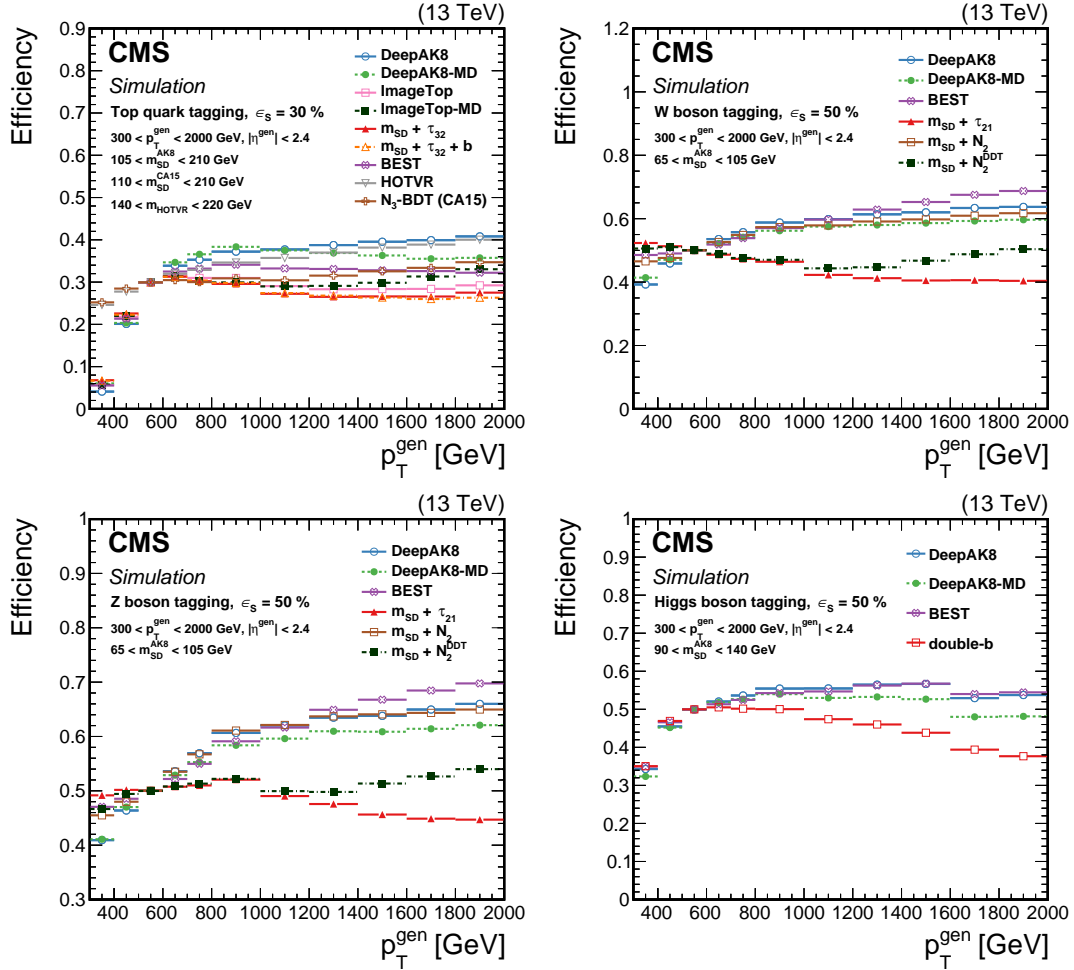 (13 TeV)
Efficiency
0.9
0.8
0.7
0.6
0.5
0.4
0.3
0.2
0.1
0
CMS
Simulation
Top quark tagging, ε_S = 30 %
300 < p_T^gen < 2000 GeV, |η^gen| < 2.4
105 < m_SD^AK8 < 210 GeV
110 < m_SD^CA15 < 210 GeV
140 < m_HOTVR < 220 GeV
DeepAK8
DeepAK8-MD
ImageTop
ImageTop-MD
m_SD + τ_32
m_SD + τ_32 + b
BEST
HOTVR
N_3-BDT (CA15)
400 600 800 1000 1200 1400 1600 1800 2000
p_T^gen [GeV]
(13 TeV)
Efficiency
1.2
1
0.8
0.6
0.4
0.2
0
CMS
Simulation
W boson tagging, ε_S = 50 %
300 < p_T^gen < 2000 GeV, |η^gen| < 2.4
65 < m_SD^AK8 < 105 GeV
DeepAK8
DeepAK8-MD
BEST
m_SD + τ_21
m_SD + N_2
m_SD + N_2^DDT
400 600 800 1000 1200 1400 1600 1800 2000
p_T^gen [GeV]
(13 TeV)
Efficiency
1
0.9
0.8
0.7
0.6
0.5
0.4
0.3
CMS
Simulation
Z boson tagging, ε_S = 50 %
300 < p_T^gen < 2000 GeV, |η^gen| < 2.4
65 < m_SD^AK8 < 105 GeV
DeepAK8
DeepAK8-MD
BEST
m_SD + τ_21
m_SD + N_2
m_SD + N_2^DDT
400 600 800 1000 1200 1400 1600 1800 2000
p_T^gen [GeV]
(13 TeV)
Efficiency
1
0.9
0.8
0.7
0.6
0.5
0.4
0.3
0.2
0.1
0
CMS
Simulation
Higgs boson tagging, ε_S = 50 %
300 < p_T^gen < 2000 GeV, |η^gen| < 2.4
90 < m_SD^AK8 < 140 GeV
DeepAK8
DeepAK8-MD
BEST
double-b
400 600 800 1000 1200 1400 1600 1800 2000
p_T^gen [GeV]